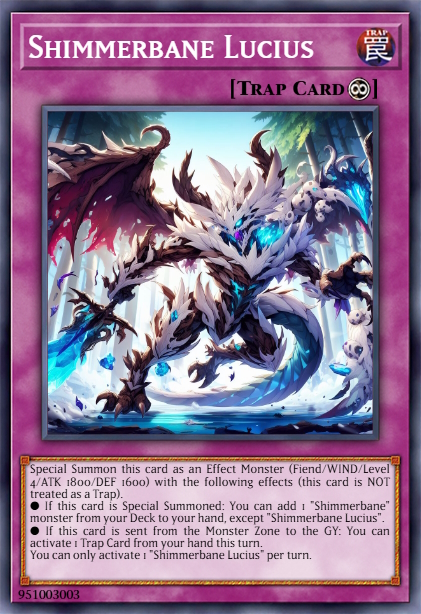 Shimmerbane Lucius
TRAP
罠
[Trap Card]
Special Summon this card as an Effect Monster (Fiend/WIND/Level
4/ATK 1800/DEF 1600) with the following effects (this card is NOT
treated as a Trap).
● If this card is Special Summoned: You can add 1 "Shimmerbane"
monster from your Deck to your hand, except "Shimmerbane Lucius".
● If this card is sent from the Monster Zone to the GY: You can
activate 1 Trap Card from your hand this turn.
You can only activate 1 "Shimmerbane Lucius" per turn.
951003003